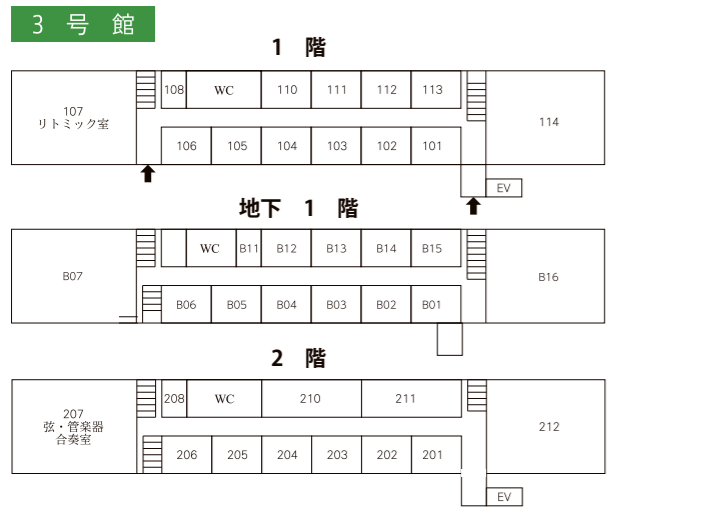 3 号 館
1 階
108 WC 110 111 112 113
107
リトミック室
114
106 105 104 103 102 101
EV
地下 1 階
WC B11 B12 B13 B14 B15
B07
B16
B06 B05 B04 B03 B02 B01
2 階
208 WC 210 211
207
弦・管楽器
合奏室
212
206 205 204 203 202 201
EV